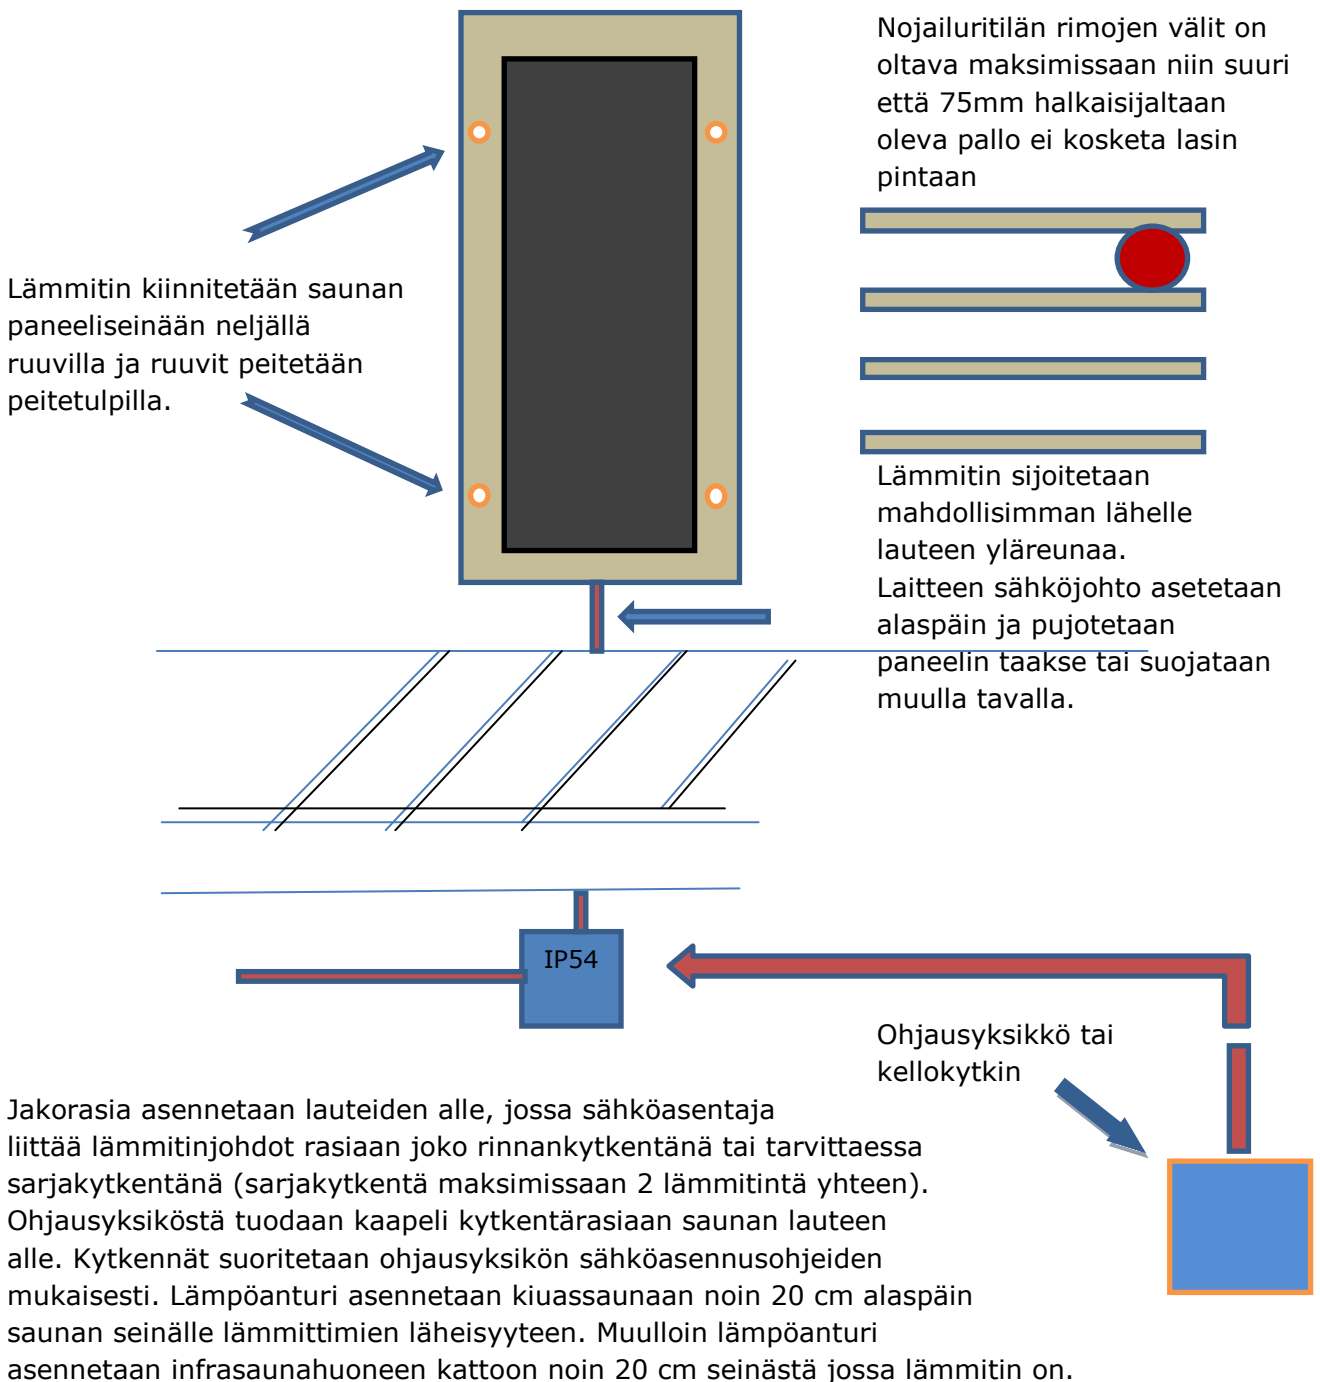 Nojailuritilän rimojen välit on
oltava maksimissaan niin suuri
että 75mm halkaisijaltaan
oleva pallo ei kosketa lasin
pintaan
Lämmitin kiinnitetään saunan
paneeliseinään neljällä
ruuvilla ja ruuvit peitetään
peitetulpilla.
Lämmitin sijoitetaan
mahdollisimman lähelle
lauteen yläreunaa.
Laitteen sähköjohto asetetaan
alaspäin ja pujotetaan
paneelin taakse tai suojataan
muulla tavalla.
IP54
Ohjausyksikkö tai
kellokytkin
Jakorasia asennetaan lauteiden alle, jossa sähköasentaja
liittää lämmitinjohdot rasiaan joko rinnankytkentänä tai tarvittaessa
sarjakytkentänä (sarjakytkentä maksimissaan 2 lämmitintä yhteen).
Ohjausyksiköstä tuodaan kaapeli kytkentärasiaan saunan lauteen
alle. Kytkennät suoritetaan ohjausyksikön sähköasennusohjeiden
mukaisesti. Lämpöanturi asennetaan kiuassaunaan noin 20 cm alaspäin
saunan seinälle lämmittimien läheisyyteen. Muulloin lämpöanturi
asennetaan infrasaunahuoneen kattoon noin 20 cm seinästä jossa lämmitin on.